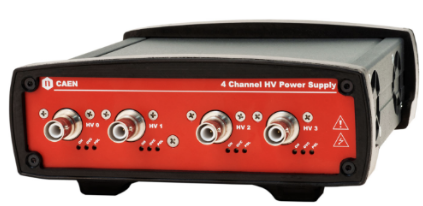 CAEN
4 Channel HV Power Supply
HV 0
HV 1
HV 2
HV 3